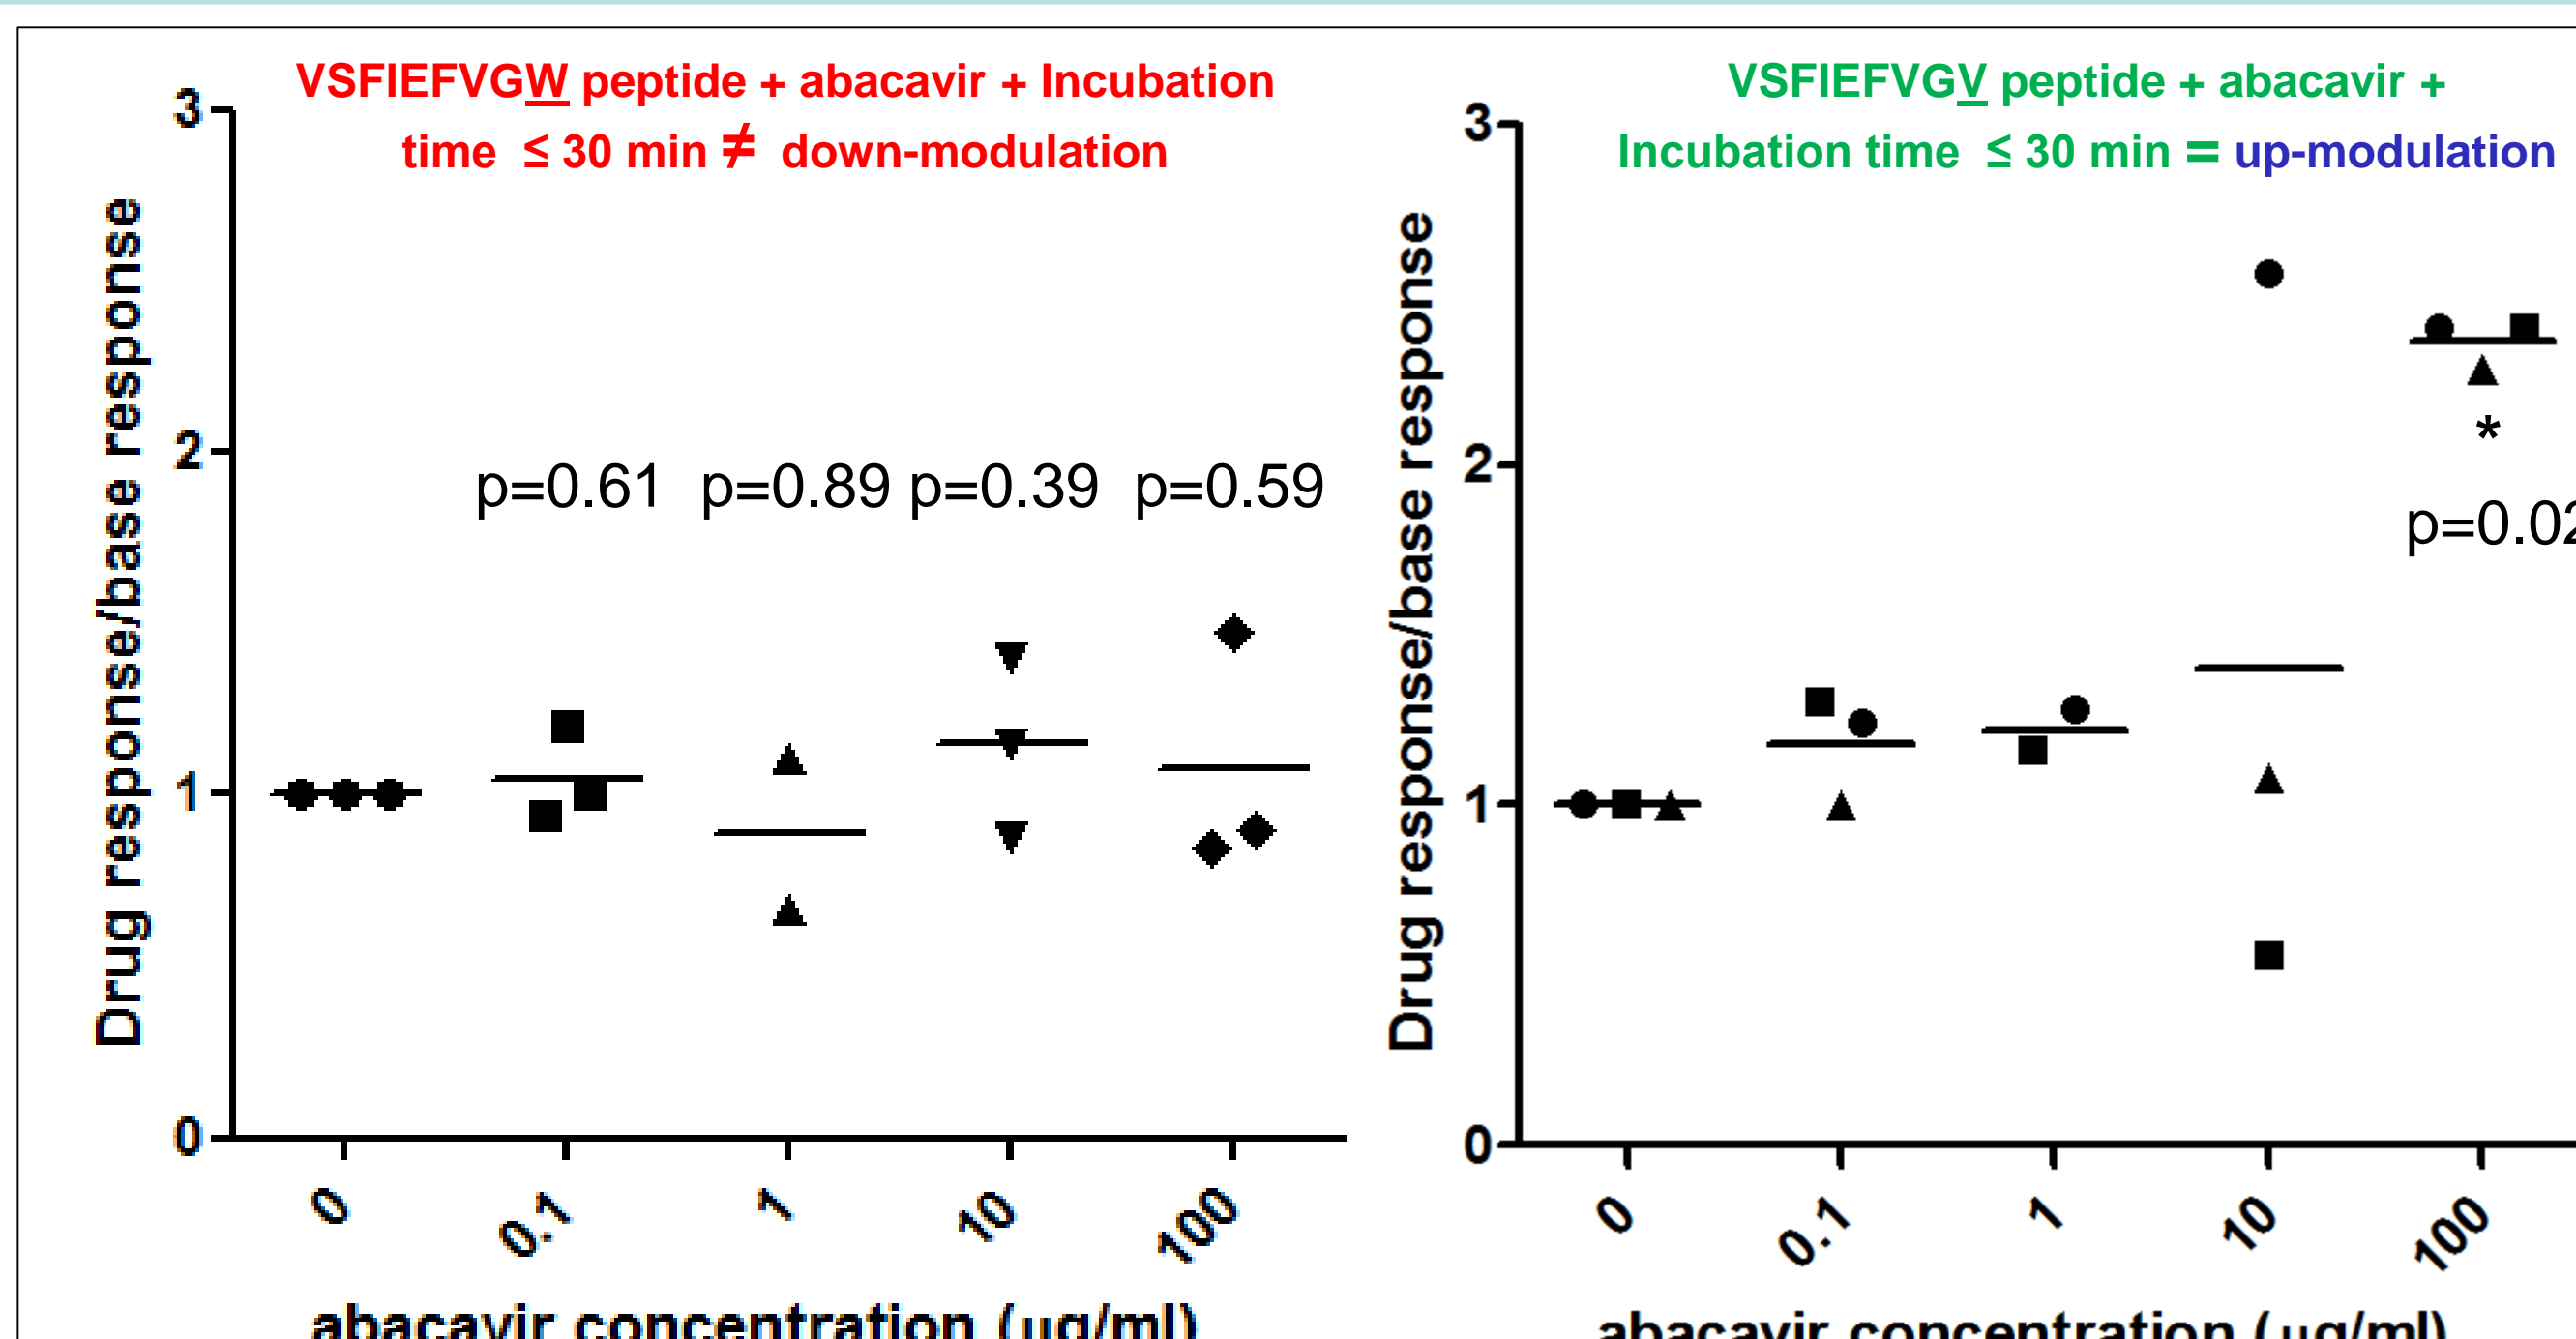 VSFIEFVGW peptide + abacavir + Incubation
time ≤ 30 min ≠ down-modulation
3
2
1
0
Drug response/base response
p=0.61 p=0.89 p=0.39 p=0.59
0 0.1 1 10 100
abacavir concentration (µg/ml)
VSFIEFVGV peptide + abacavir +
Incubation time ≤ 30 min = up-modulation
3
2
1
0
Drug response/base response
*
p=0.02
0 0.1 1 10 100
abacavir concentration (µg/ml)